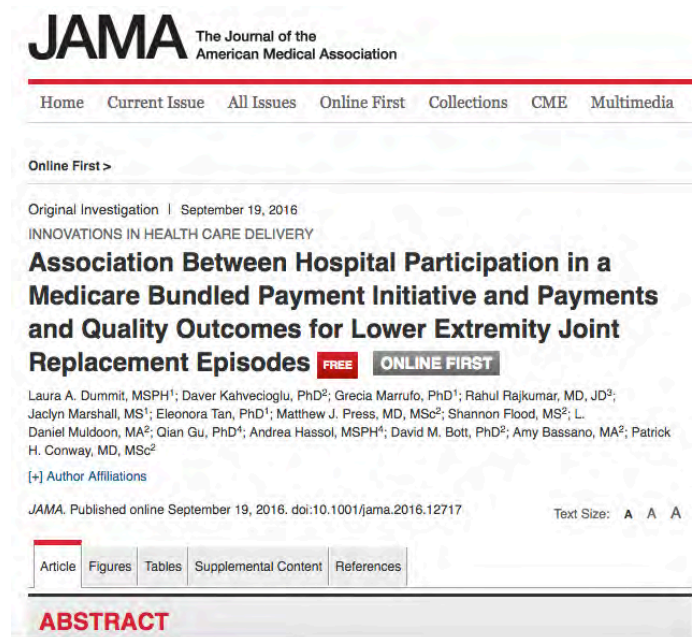 JAMA The Journal of the
American Medical Association
Home Current Issue All Issues Online First Collections CME Multimedia
Online First >
Original Investigation | September 19, 2016
INNOVATIONS IN HEALTH CARE DELIVERY
Association Between Hospital Participation in a
Medicare Bundled Payment Initiative and Payments
and Quality Outcomes for Lower Extremity Joint
Replacement Episodes FREE ONLINE FIRST
Laura A. Dummit, MSPH1; Daver Kahvecioglu, PhD2; Grecia Marrufo, PhD1; Rahul Rajkumar, MD, JD3;
Jaclyn Marshall, MS1; Eleonora Tan, PhD1; Matthew J. Press, MD, MSc2; Shannon Flood, MS2; L.
Daniel Muldoon, MA2; Qian Gu, PhD4; Andrea Hassol, MSPH4; David M. Bott, PhD2; Amy Bassano, MA2; Patrick
H. Conway, MD, MSc2
[+] Author Affiliations
JAMA. Published online September 19, 2016. doi:10.1001/jama.2016.12717 Text Size: A A A
Article Figures Tables Supplemental Content References
ABSTRACT